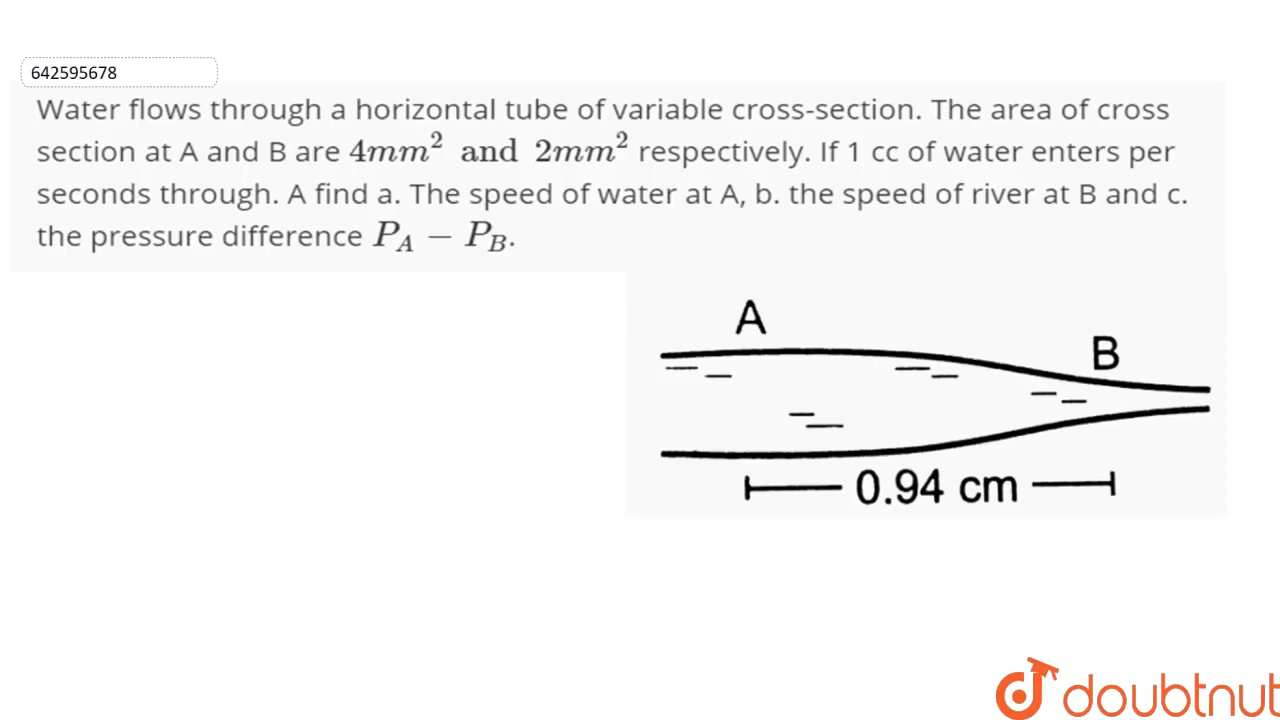 642595678
Water flows through a horizontal tube of variable cross-section. The area of cross
section at A and B are 4mm² and 2mm² respectively. If 1 cc of water enters per
seconds through. A find a. The speed of water at A, b. the speed of river at B and c.
the pressure difference P_A − P_B.
A
B
0.94 cm
doubtnut